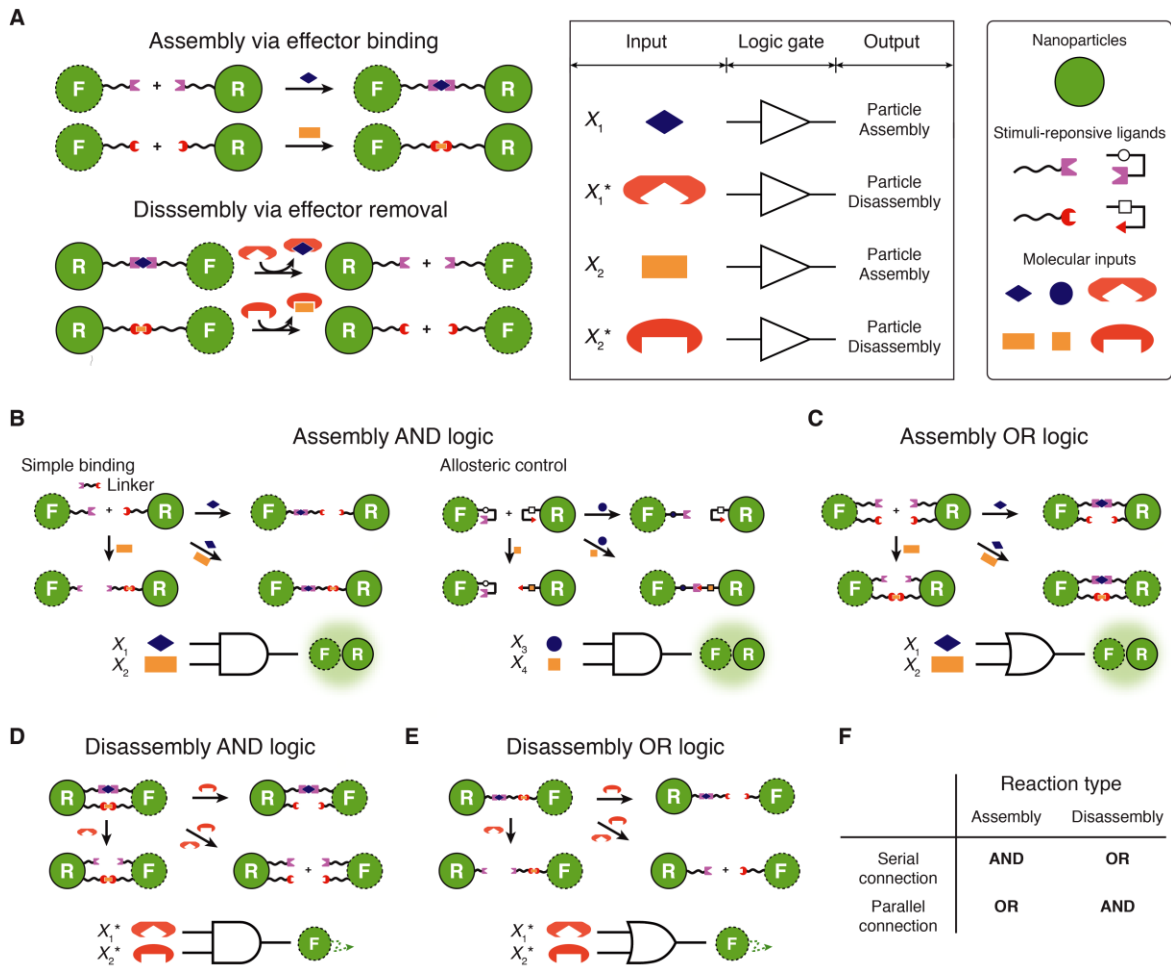 A
Assembly via effector binding
F + R F R
F + R F R
Disssembly via effector removal
R F R + F
R F R + F
Input Logic gate Output
X1 Particle
Assembly
X1* Particle
Disassembly
X2 Particle
Assembly
X2* Particle
Disassembly
Nanoparticles
Stimuli-reponsive ligands
Molecular inputs
B
Assembly AND logic
Simple binding
Linker
F + R F R
F R F R
X1
X2
F R
Allosteric control
F + R F R
F R F R
X3
X4
F R
C
Assembly OR logic
F + R F R
F R F R
X1
X2
F R
D
Disassembly AND logic
R F R F
R F R + F
X1*
X2*
F
E
Disassembly OR logic
R F R F
R F R + F
X1*
X2*
F
F
Reaction type
Assembly Disassembly
Serial
connection
AND OR
Parallel
connection
OR AND